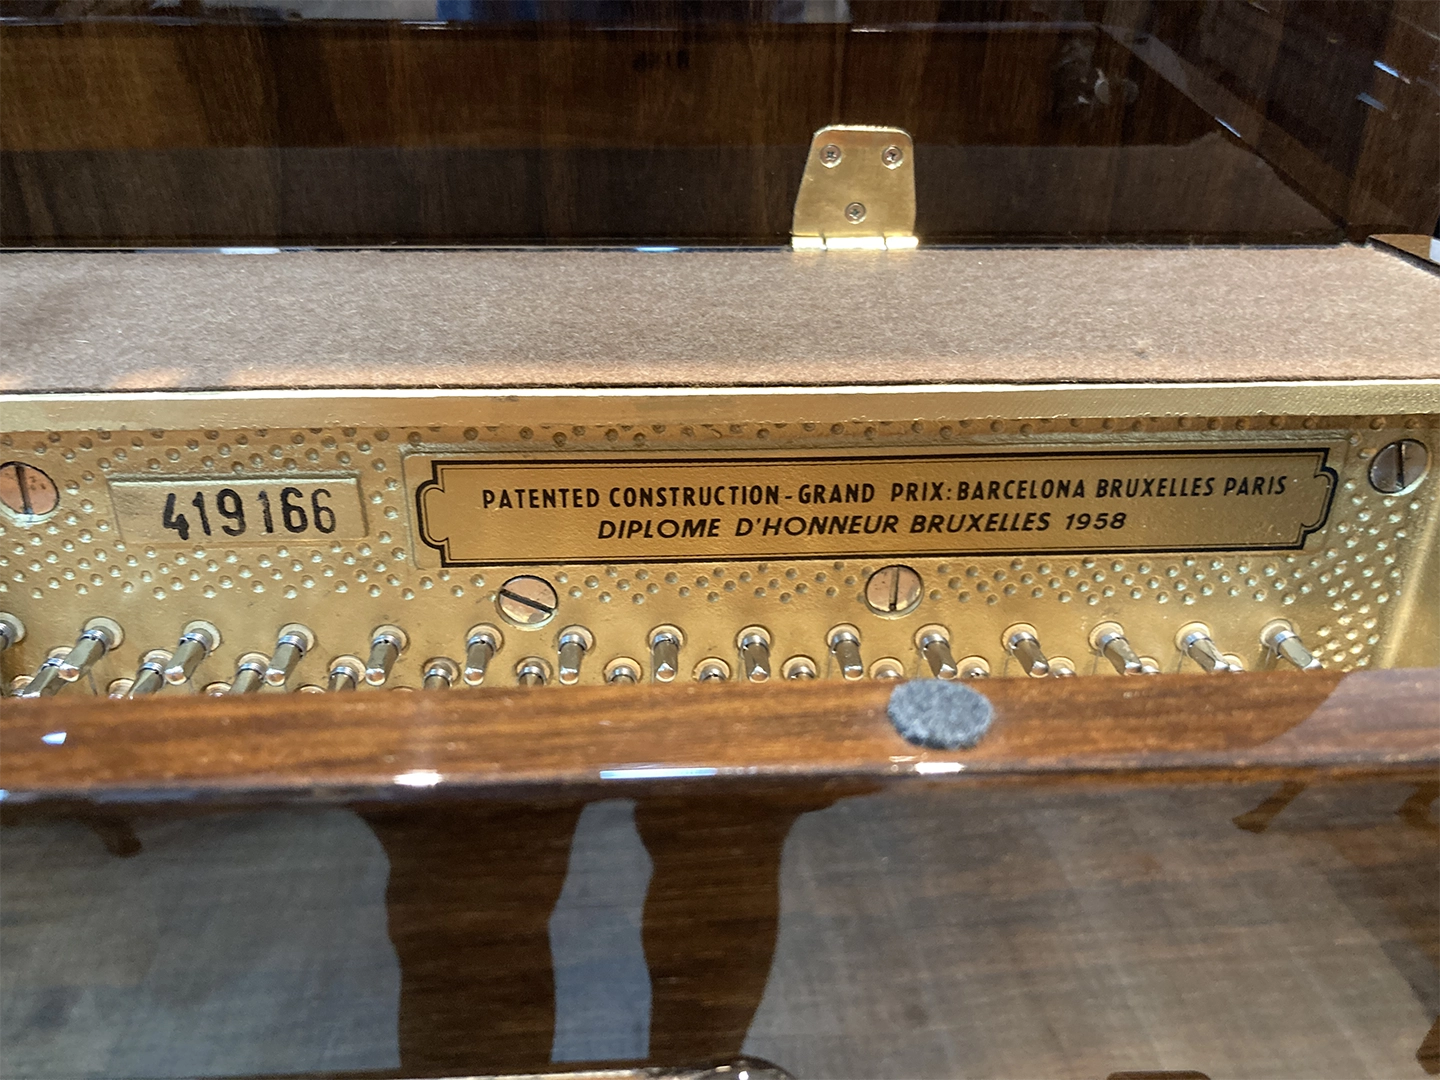 419166
PATENTED CONSTRUCTION - GRAND PRIX: BARCELONA BRUXELLES PARIS
DIPLOME D'HONNEUR BRUXELLES 1958